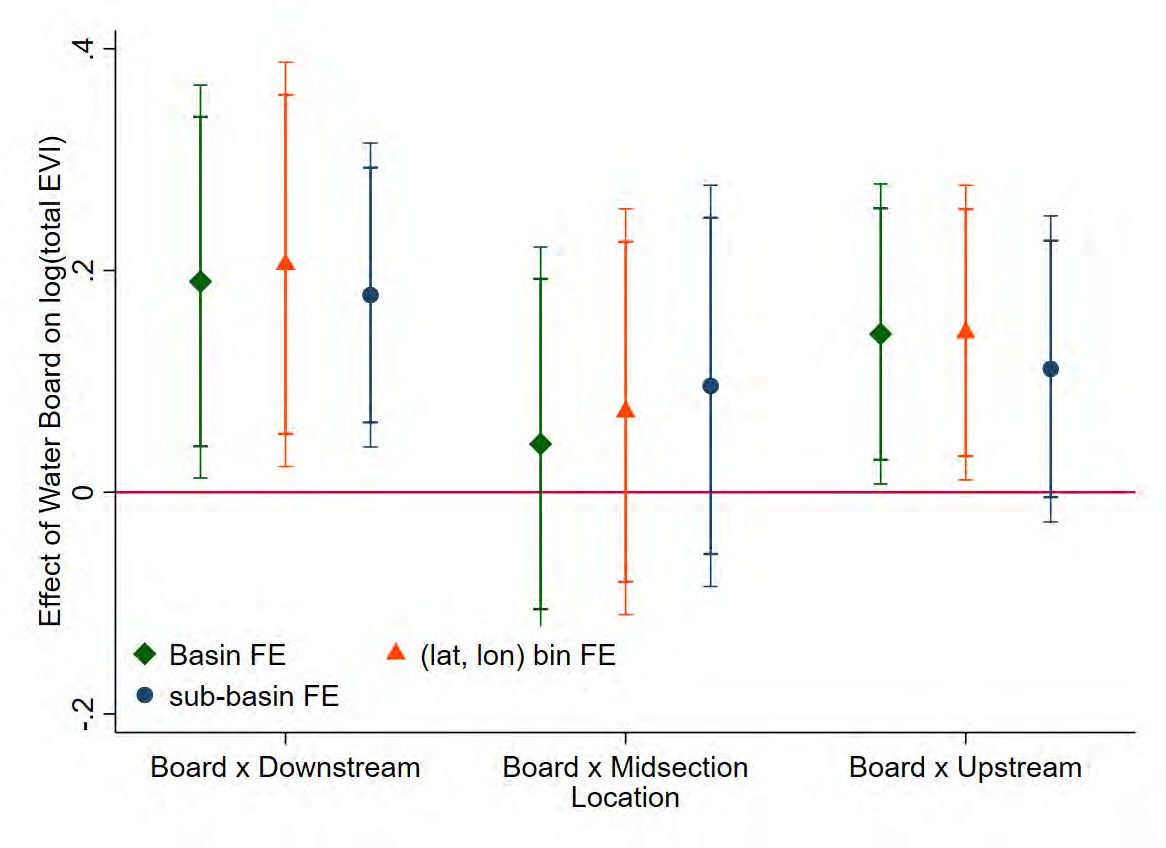 Effect of Water Board on log(total EVI)
.4
.2
0
-.2
Basin FE
(lat, lon) bin FE
sub-basin FE
Board x Downstream
Board x Midsection
Board x Upstream
Location